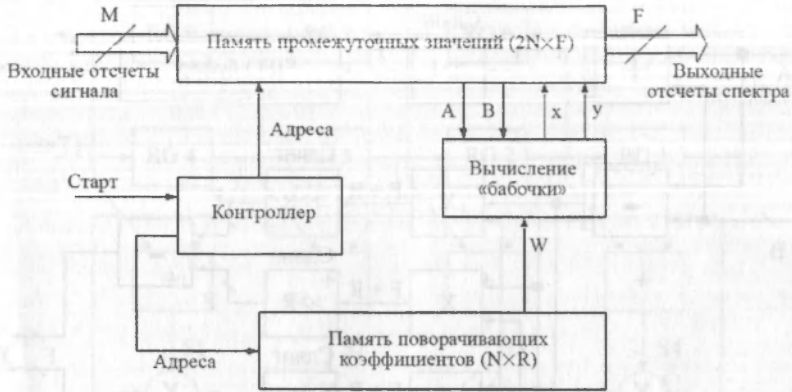 M
F
Память промежуточных значений (2N×F)
Входные отсчеты
сигнала
Выходные
отсчеты спектра
Адреса
A
B
x
y
Старт
Контроллер
Вычисление
«бабочки»
W
Память поворачивающих
коэффициентов (N×R)
Адреса